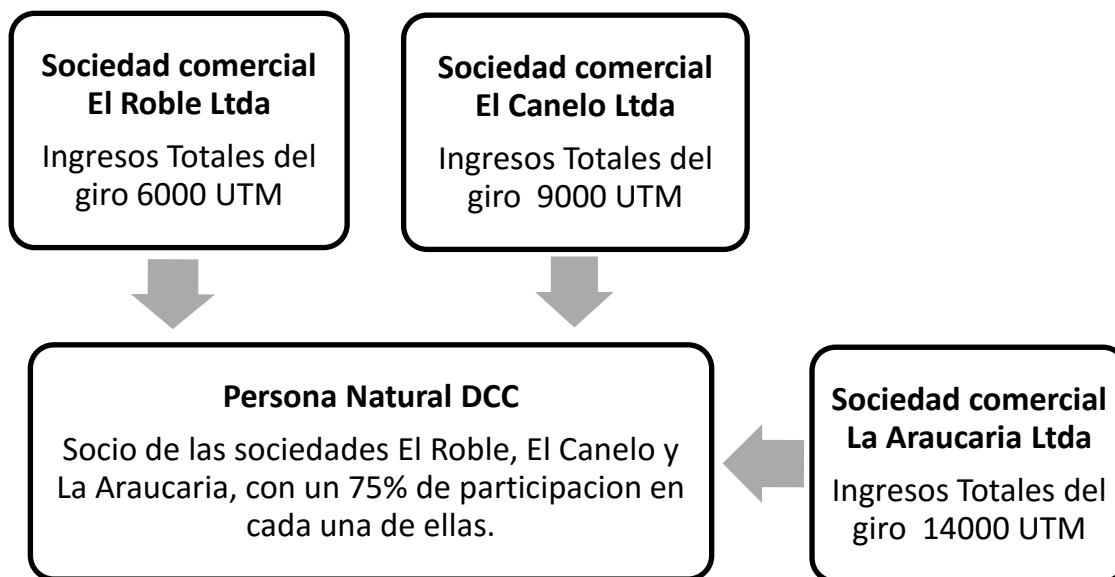 Sociedad comercial
El Roble Ltda
Ingresos Totales del
giro 6000 UTM
Sociedad comercial
El Canelo Ltda
Ingresos Totales del
giro 9000 UTM
Persona Natural DCC
Socio de las sociedades El Roble, El Canelo y
La Araucaria, con un 75% de participacion en
cada una de ellas.
Sociedad comercial
La Araucaria Ltda
Ingresos Totales del
giro 14000 UTM